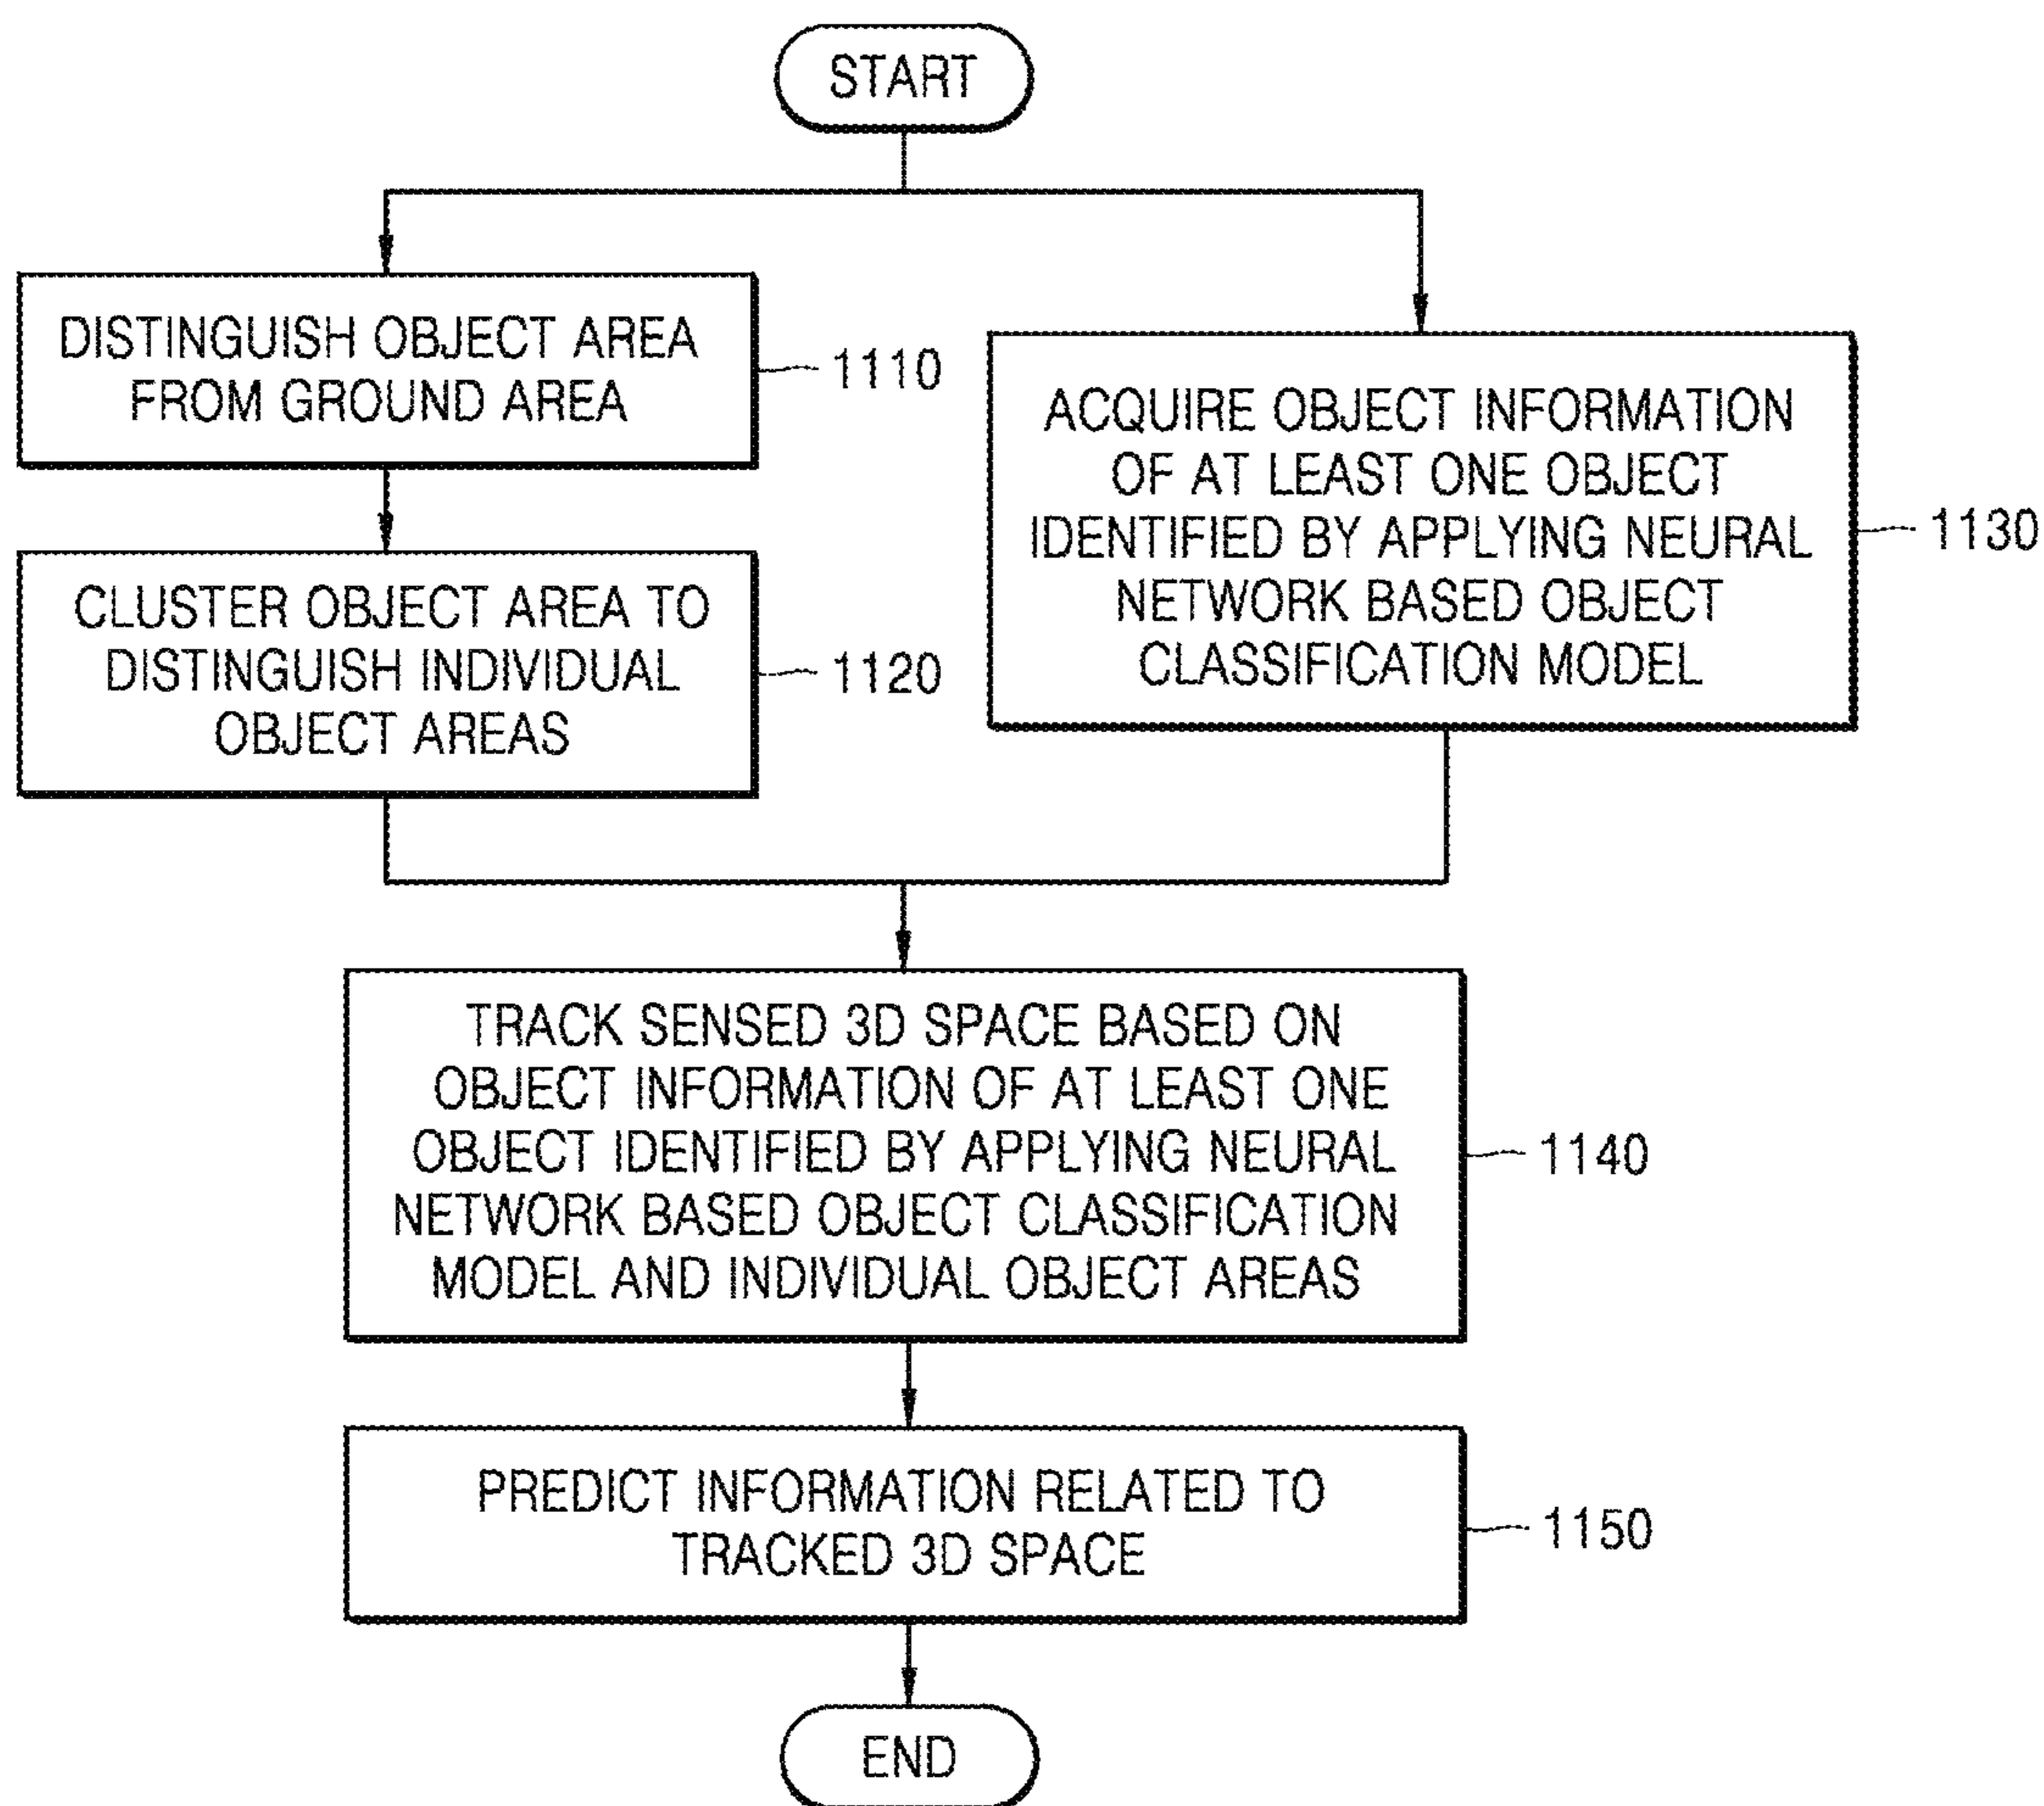 START
DISTINGUISH OBJECT AREA
FROM GROUND AREA
1110
CLUSTER OBJECT AREA TO
DISTINGUISH INDIVIDUAL
OBJECT AREAS
1120
ACQUIRE OBJECT INFORMATION
OF AT LEAST ONE OBJECT
IDENTIFIED BY APPLYING NEURAL
NETWORK BASED OBJECT
CLASSIFICATION MODEL
1130
TRACK SENSED 3D SPACE BASED ON
OBJECT INFORMATION OF AT LEAST ONE
OBJECT IDENTIFIED BY APPLYING NEURAL
NETWORK BASED OBJECT CLASSIFICATION
MODEL AND INDIVIDUAL OBJECT AREAS
1140
PREDICT INFORMATION RELATED TO
TRACKED 3D SPACE
1150
END